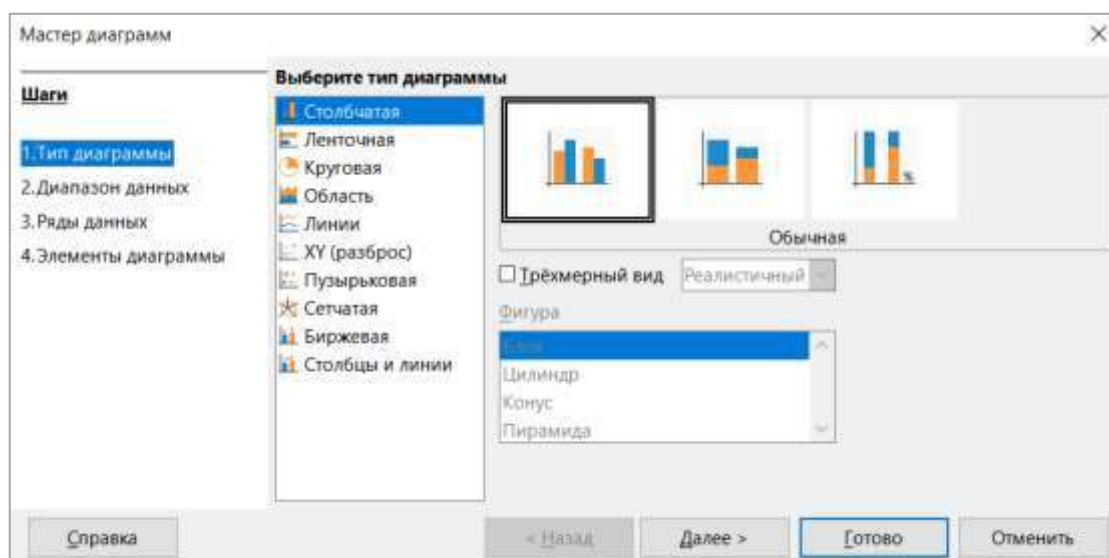 Мастер диаграмм
Шаги
1.Тип диаграммы
2.Диапазон данных
3.Ряды данных
4.Элементы диаграммы
Выберите тип диаграммы
Столбчатая
Ленточная
Круговая
Область
Линии
XY (разброс)
Пузырьковая
Сетчатая
Биржевая
Столбцы и линии
%
Обычная
Трёхмерный вид
Реалистичный
Фигура
Цилиндр
Конус
Пирамида
Справка
< Назад
Далее >
Готово
Отменить